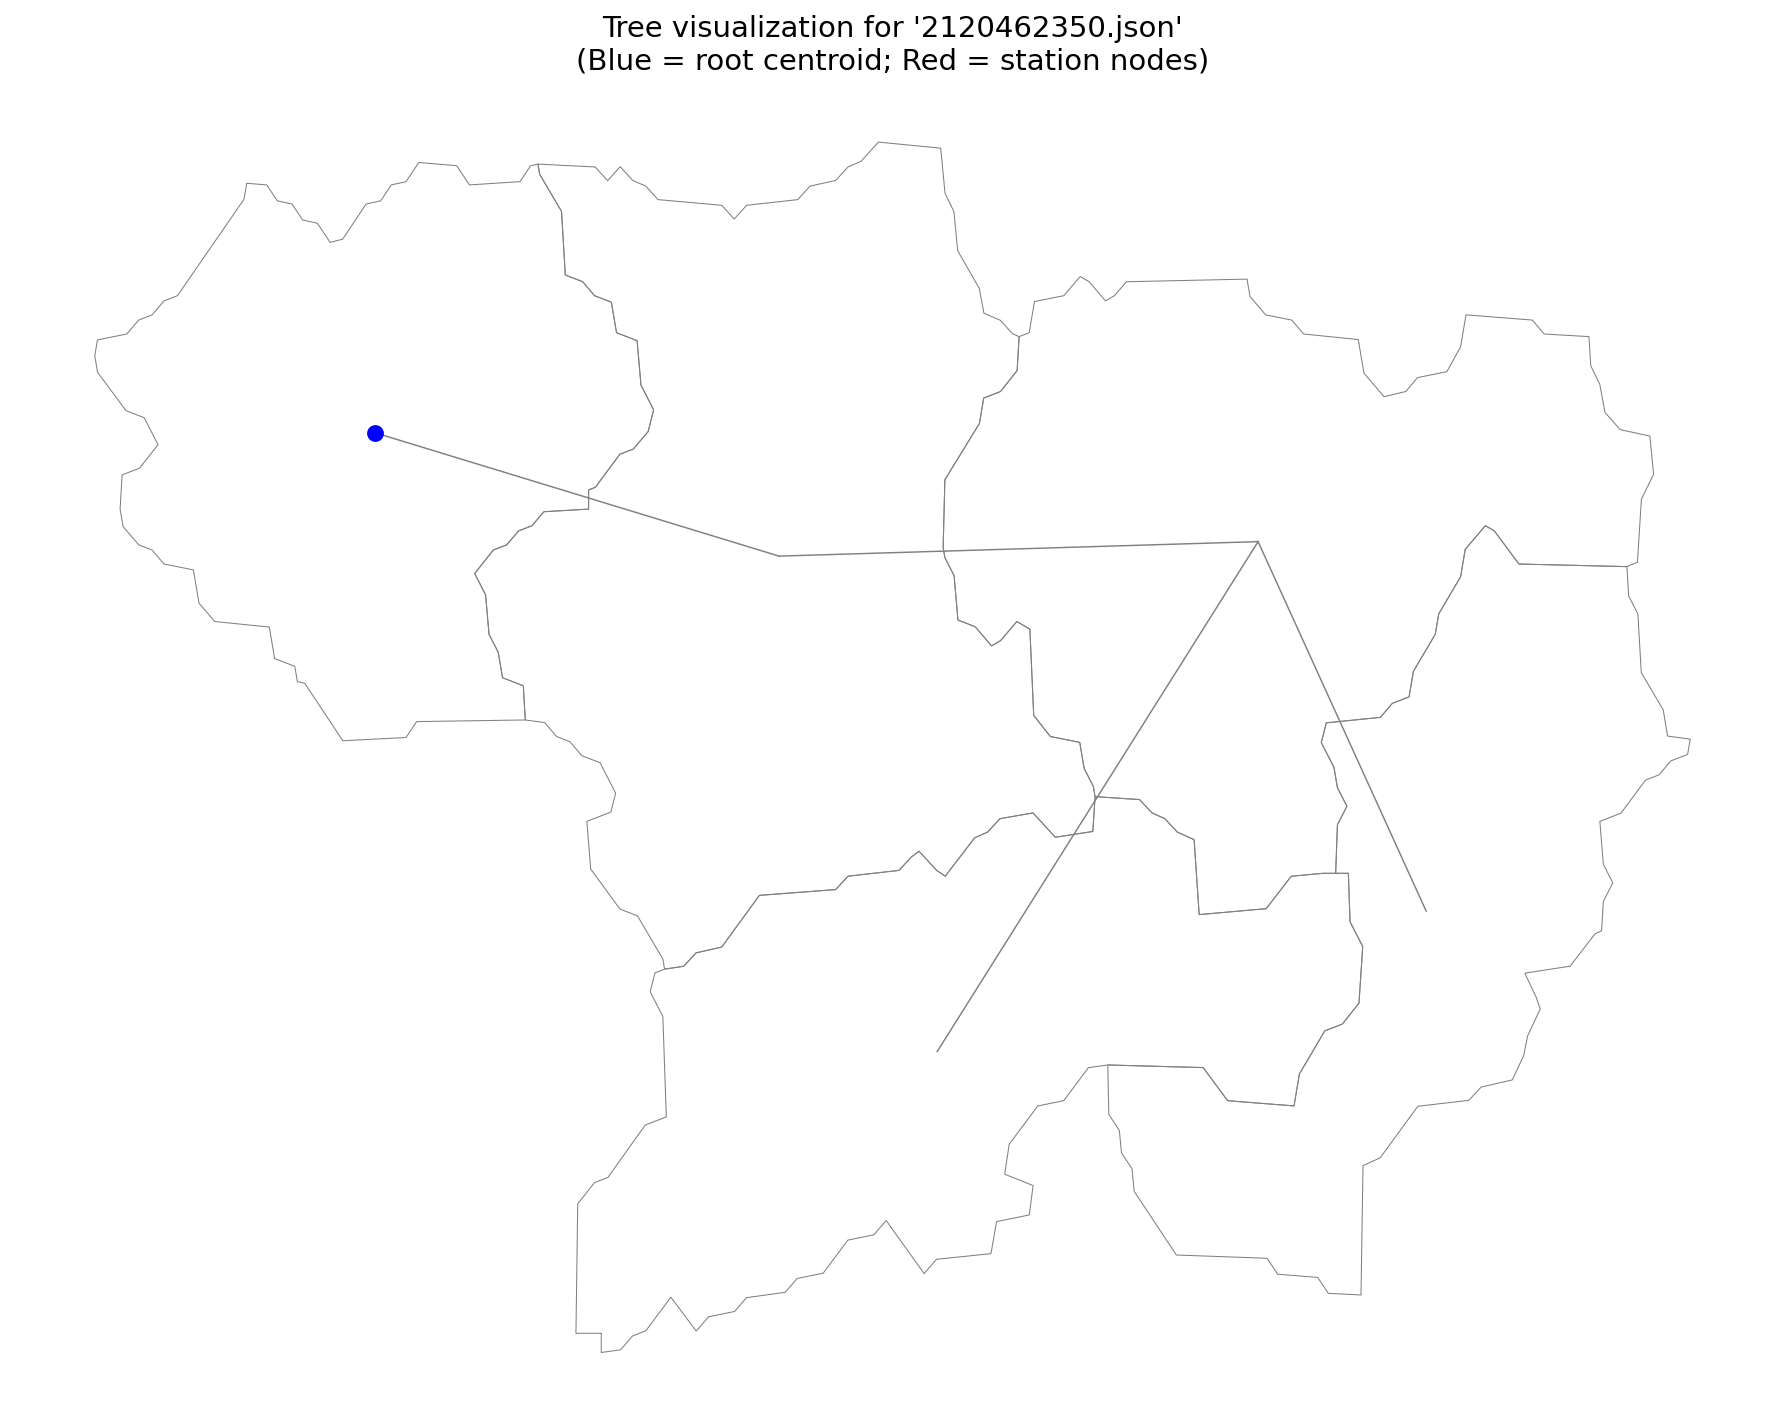 Tree visualization for '2120462350.json'
(Blue = root centroid; Red = station nodes)